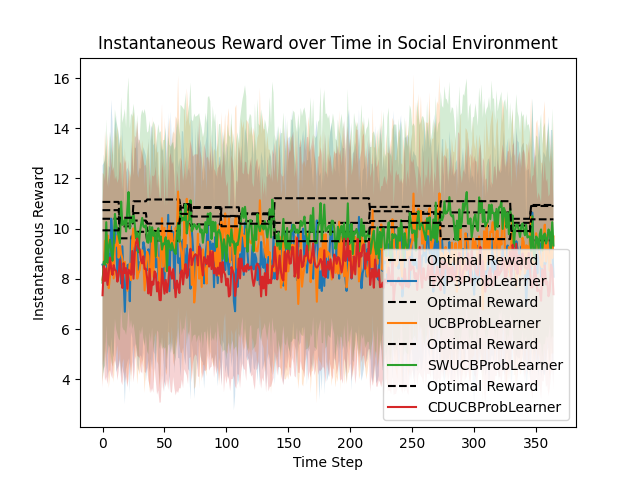 Instantaneous Reward over Time in Social Environment
16
14
12
10
8
6
4
Instantaneous Reward
Optimal Reward
EXP3ProbLearner
Optimal Reward
UCBProbLearner
Optimal Reward
SWUCBProbLearner
Optimal Reward
CDUCBProbLearner
0 50 100 150 200 250 300 350
Time Step